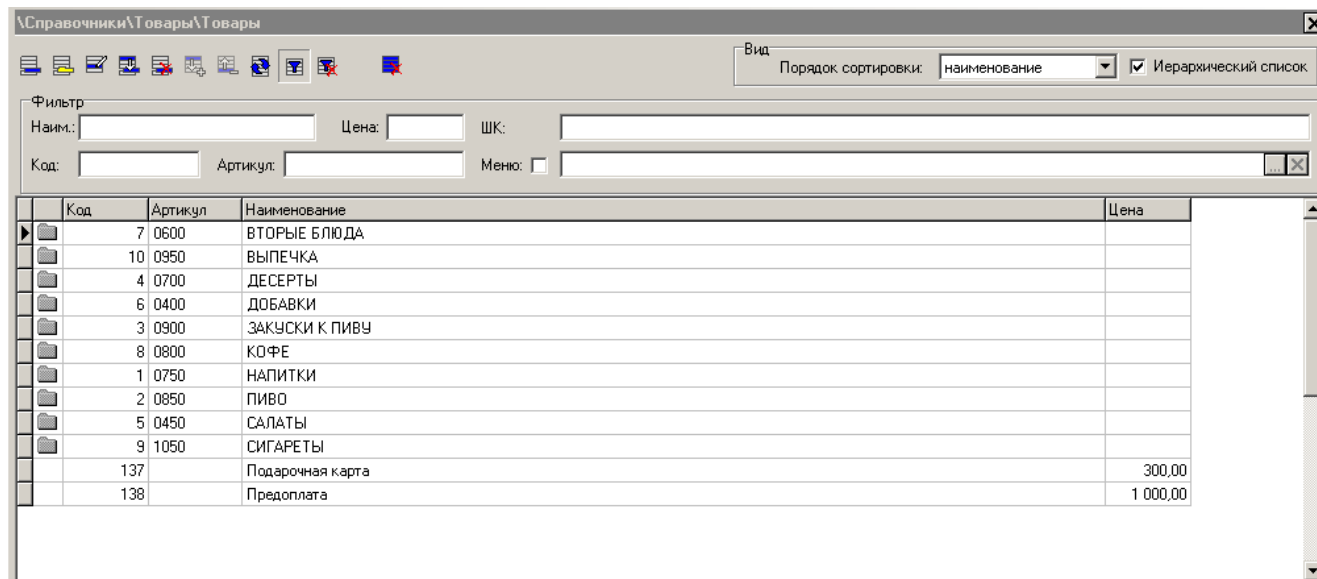 \Справочники\Товары\Товары
Вид
Порядок сортировки: наименование Иерархический список
Фильтр
Наим.: Цена: ШК:
Код: Артикул: Меню: ...
Код Артикул Наименование Цена
7 0600 ВТОРЫЕ БЛЮДА
10 0950 ВЫПЕЧКА
4 0700 ДЕСЕРТЫ
6 0400 ДОБАВКИ
3 0900 ЗАКУСКИ К ПИВУ
8 0800 КОФЕ
1 0750 НАПИТКИ
2 0850 ПИВО
5 0450 САЛАТЫ
9 1050 СИГАРЕТЫ
137 Подарочная карта 300,00
138 Предоплата 1 000,00